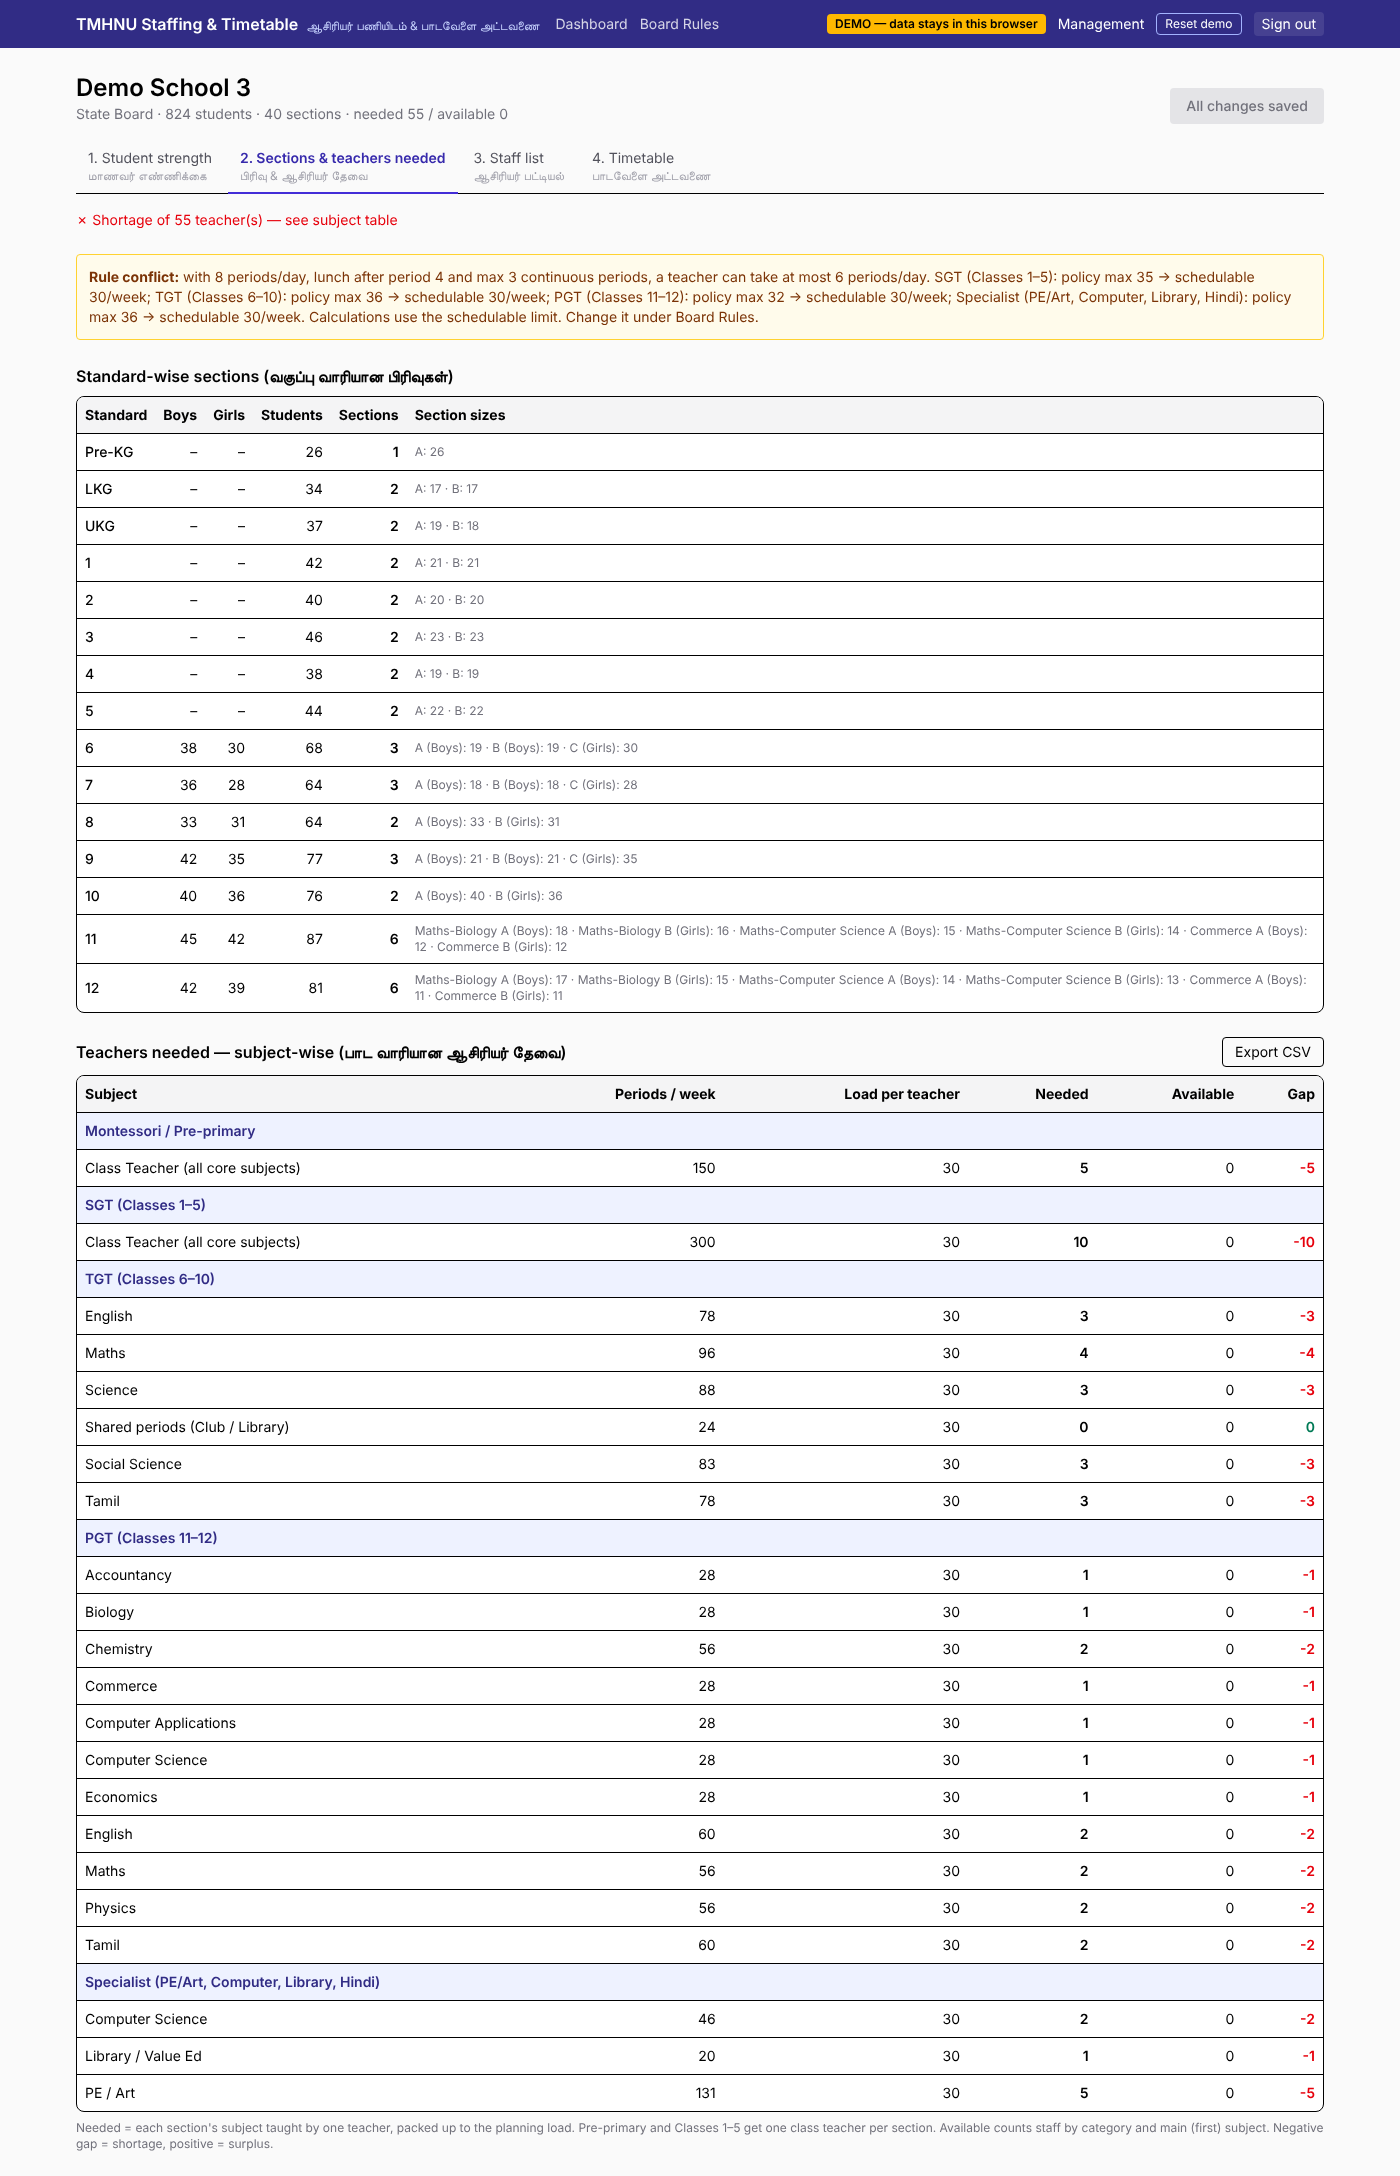 TMHNU Staffing & Timetable ஆசிரியர் பணியிடம் & பாடவேளை அட்டவணை Dashboard Board Rules DEMO — data stays in this browser Management Reset demo Sign out
Demo School 3
State Board · 824 students · 40 sections · needed 55 / available 0
All changes saved
1. Student strength 2. Sections & teachers needed 3. Staff list 4. Timetable
மாணவர் எண்ணிக்கை பிரிவு & ஆசிரியர் தேவை ஆசிரியர் பட்டியல் பாடவேளை அட்டவணை
× Shortage of 55 teacher(s) — see subject table
Rule conflict: with 8 periods/day, lunch after period 4 and max 3 continuous periods, a teacher can take at most 6 periods/day. SGT (Classes 1–5): policy max 35 → schedulable
30/week; TGT (Classes 6–10): policy max 36 → schedulable 30/week; PGT (Classes 11–12): policy max 32 → schedulable 30/week; Specialist (PE/Art, Computer, Library, Hindi): policy
max 36 → schedulable 30/week. Calculations use the schedulable limit. Change it under Board Rules.
Standard-wise sections (வகுப்பு வாரியான பிரிவுகள்)
Standard Boys Girls Students Sections Section sizes
Pre-KG – – 26 1 A: 26
LKG – – 34 2 A: 17 · B: 17
UKG – – 37 2 A: 19 · B: 18
1 – – 42 2 A: 21 · B: 21
2 – – 40 2 A: 20 · B: 20
3 – – 46 2 A: 23 · B: 23
4 – – 38 2 A: 19 · B: 19
5 – – 44 2 A: 22 · B: 22
6 38 30 68 3 A (Boys): 19 · B (Boys): 19 · C (Girls): 30
7 36 28 64 3 A (Boys): 18 · B (Boys): 18 · C (Girls): 28
8 33 31 64 2 A (Boys): 33 · B (Girls): 31
9 42 35 77 3 A (Boys): 21 · B (Boys): 21 · C (Girls): 35
10 40 36 76 2 A (Boys): 40 · B (Girls): 36
11 45 42 87 6 Maths-Biology A (Boys): 18 · Maths-Biology B (Girls): 16 · Maths-Computer Science A (Boys): 15 · Maths-Computer Science B (Girls): 14 · Commerce A (Boys):
12 · Commerce B (Girls): 12
12 42 39 81 6 Maths-Biology A (Boys): 17 · Maths-Biology B (Girls): 15 · Maths-Computer Science A (Boys): 14 · Maths-Computer Science B (Girls): 13 · Commerce A (Boys):
11 · Commerce B (Girls): 11
Teachers needed — subject-wise (பாட வாரியான ஆசிரியர் தேவை) Export CSV
Subject Periods / week Load per teacher Needed Available Gap
Montessori / Pre-primary
Class Teacher (all core subjects) 150 30 5 0 -5
SGT (Classes 1–5)
Class Teacher (all core subjects) 300 30 10 0 -10
TGT (Classes 6–10)
English 78 30 3 0 -3
Maths 96 30 4 0 -4
Science 88 30 3 0 -3
Shared periods (Club / Library) 24 30 0 0 0
Social Science 83 30 3 0 -3
Tamil 78 30 3 0 -3
PGT (Classes 11–12)
Accountancy 28 30 1 0 -1
Biology 28 30 1 0 -1
Chemistry 56 30 2 0 -2
Commerce 28 30 1 0 -1
Computer Applications 28 30 1 0 -1
Computer Science 28 30 1 0 -1
Economics 28 30 1 0 -1
English 60 30 2 0 -2
Maths 56 30 2 0 -2
Physics 56 30 2 0 -2
Tamil 60 30 2 0 -2
Specialist (PE/Art, Computer, Library, Hindi)
Computer Science 46 30 2 0 -2
Library / Value Ed 20 30 1 0 -1
PE / Art 131 30 5 0 -5
Needed = each section's subject taught by one teacher, packed up to the planning load. Pre-primary and Classes 1–5 get one class teacher per section. Available counts staff by category and main (first) subject. Negative
gap = shortage, positive = surplus.